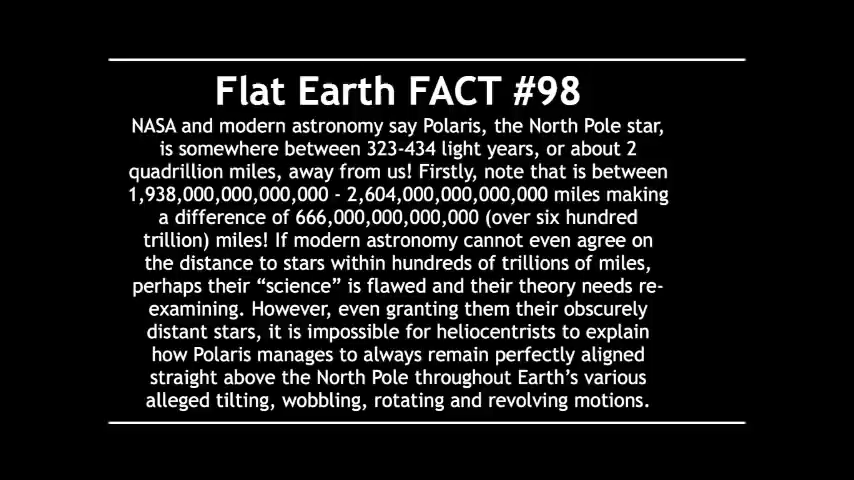 Flat Earth FACT #98
NASA and modern astronomy say Polaris, the North Pole star,
is somewhere between 323-434 light years, or about 2
quadrillion miles, away from us! Firstly, note that is between
1,938,000,000,000,000 - 2,604,000,000,000,000 miles making
a difference of 666,000,000,000,000 (over six hundred
trillion) miles! If modern astronomy cannot even agree on
the distance to stars within hundreds of trillions of miles,
perhaps their “science” is flawed and their theory needs re-
examining. However, even granting them their obscurely
distant stars, it is impossible for heliocentrists to explain
how Polaris manages to always remain perfectly aligned
straight above the North Pole throughout Earth’s various
alleged tilting, wobbling, rotating and revolving motions.